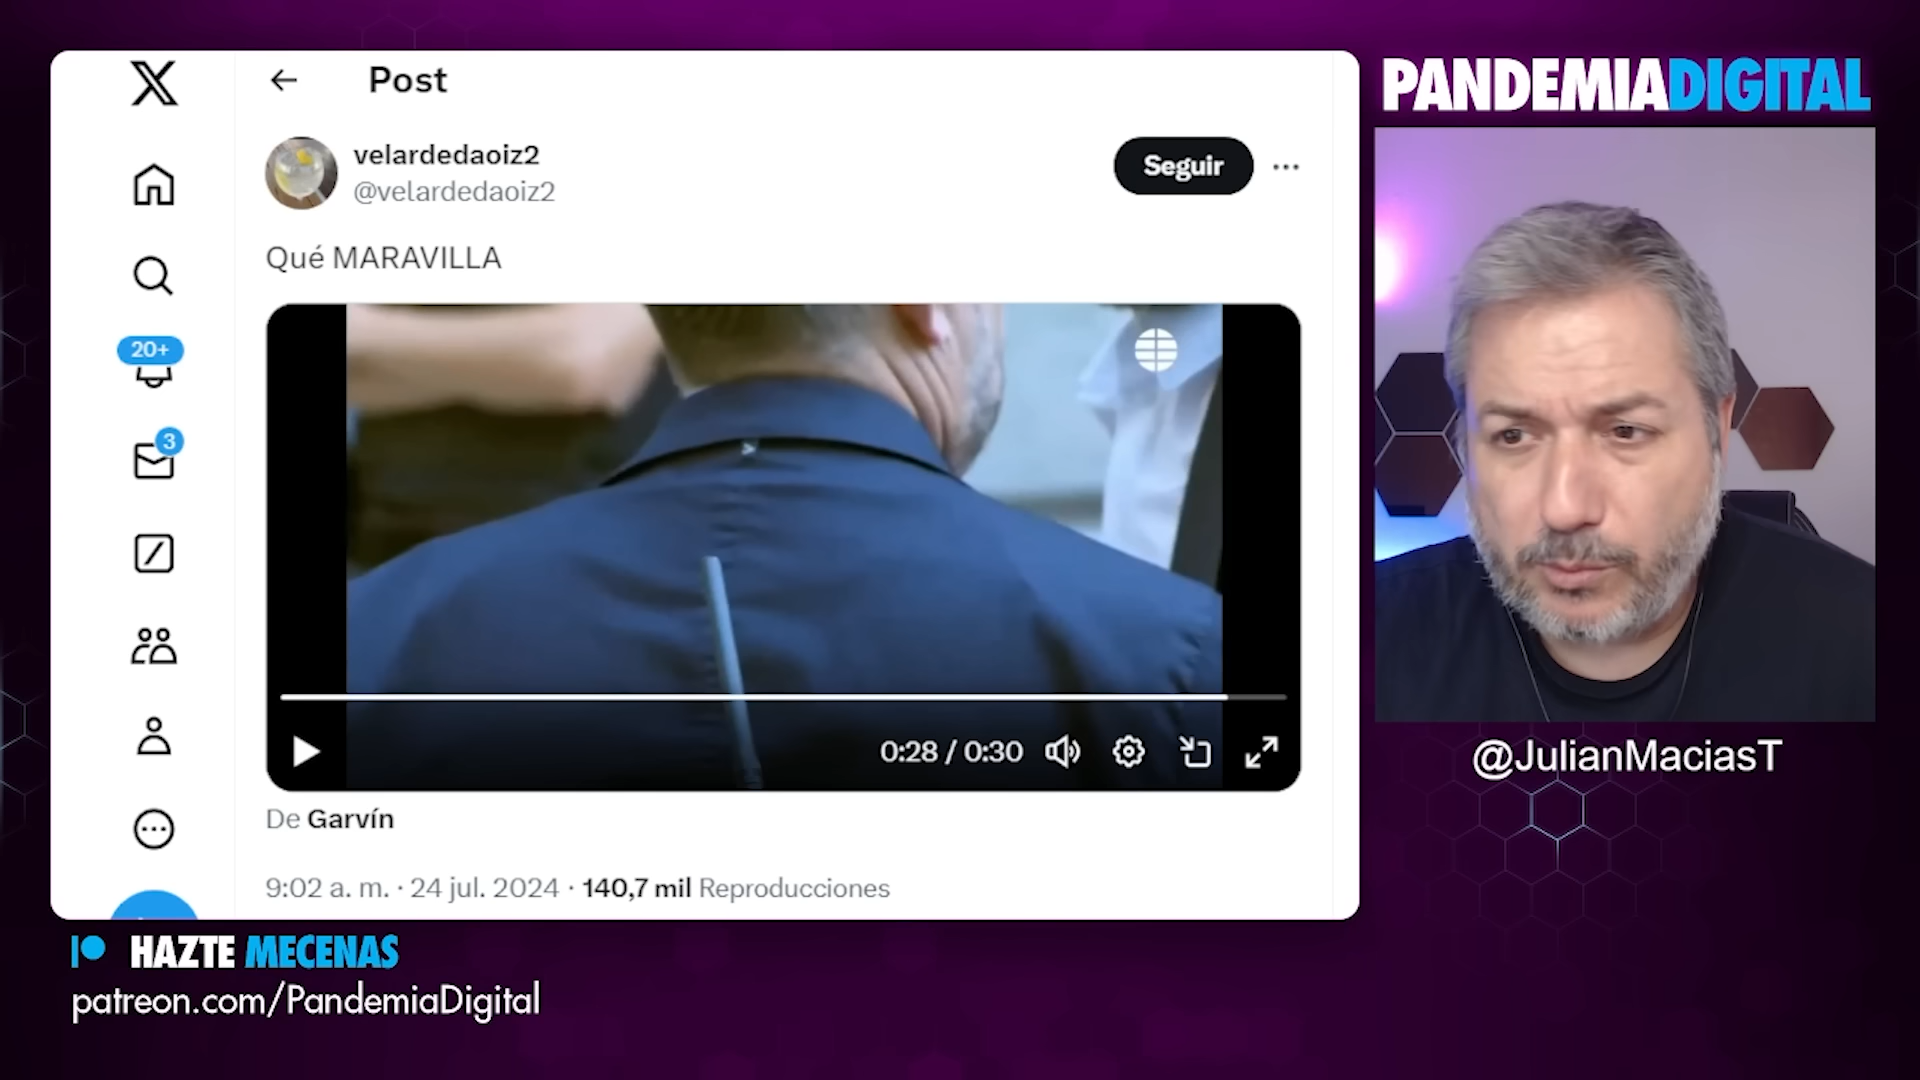 Post
velardedaoiz2
@velardedaoiz2
Seguir
Qué MARAVILLA
20+
3
0:28 / 0:30
De Garvín
9:02 a. m. · 24 jul. 2024 · 140,7 mil Reproducciones
PANDEMIADIGITAL
@JulianMaciasT
HAZTE MECENAS
patreon.com/PandemiaDigital